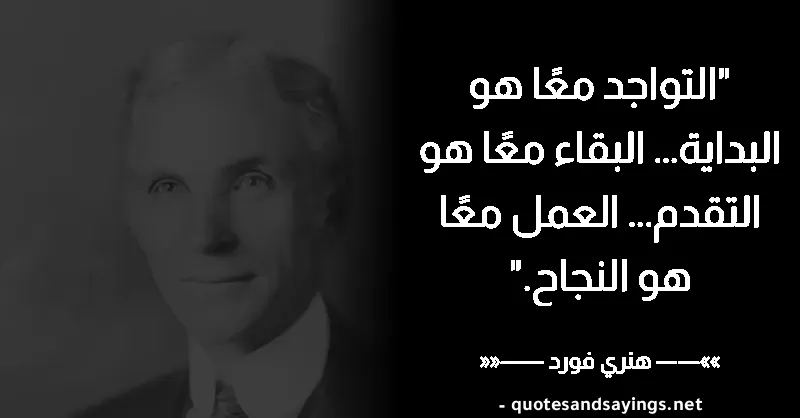 "التواجد معًا هو
البداية... البقاء معًا هو
التقدم... العمل معًا
هو النجاح."
»»—— هنري فورد ——««
- quotesandsayings.net